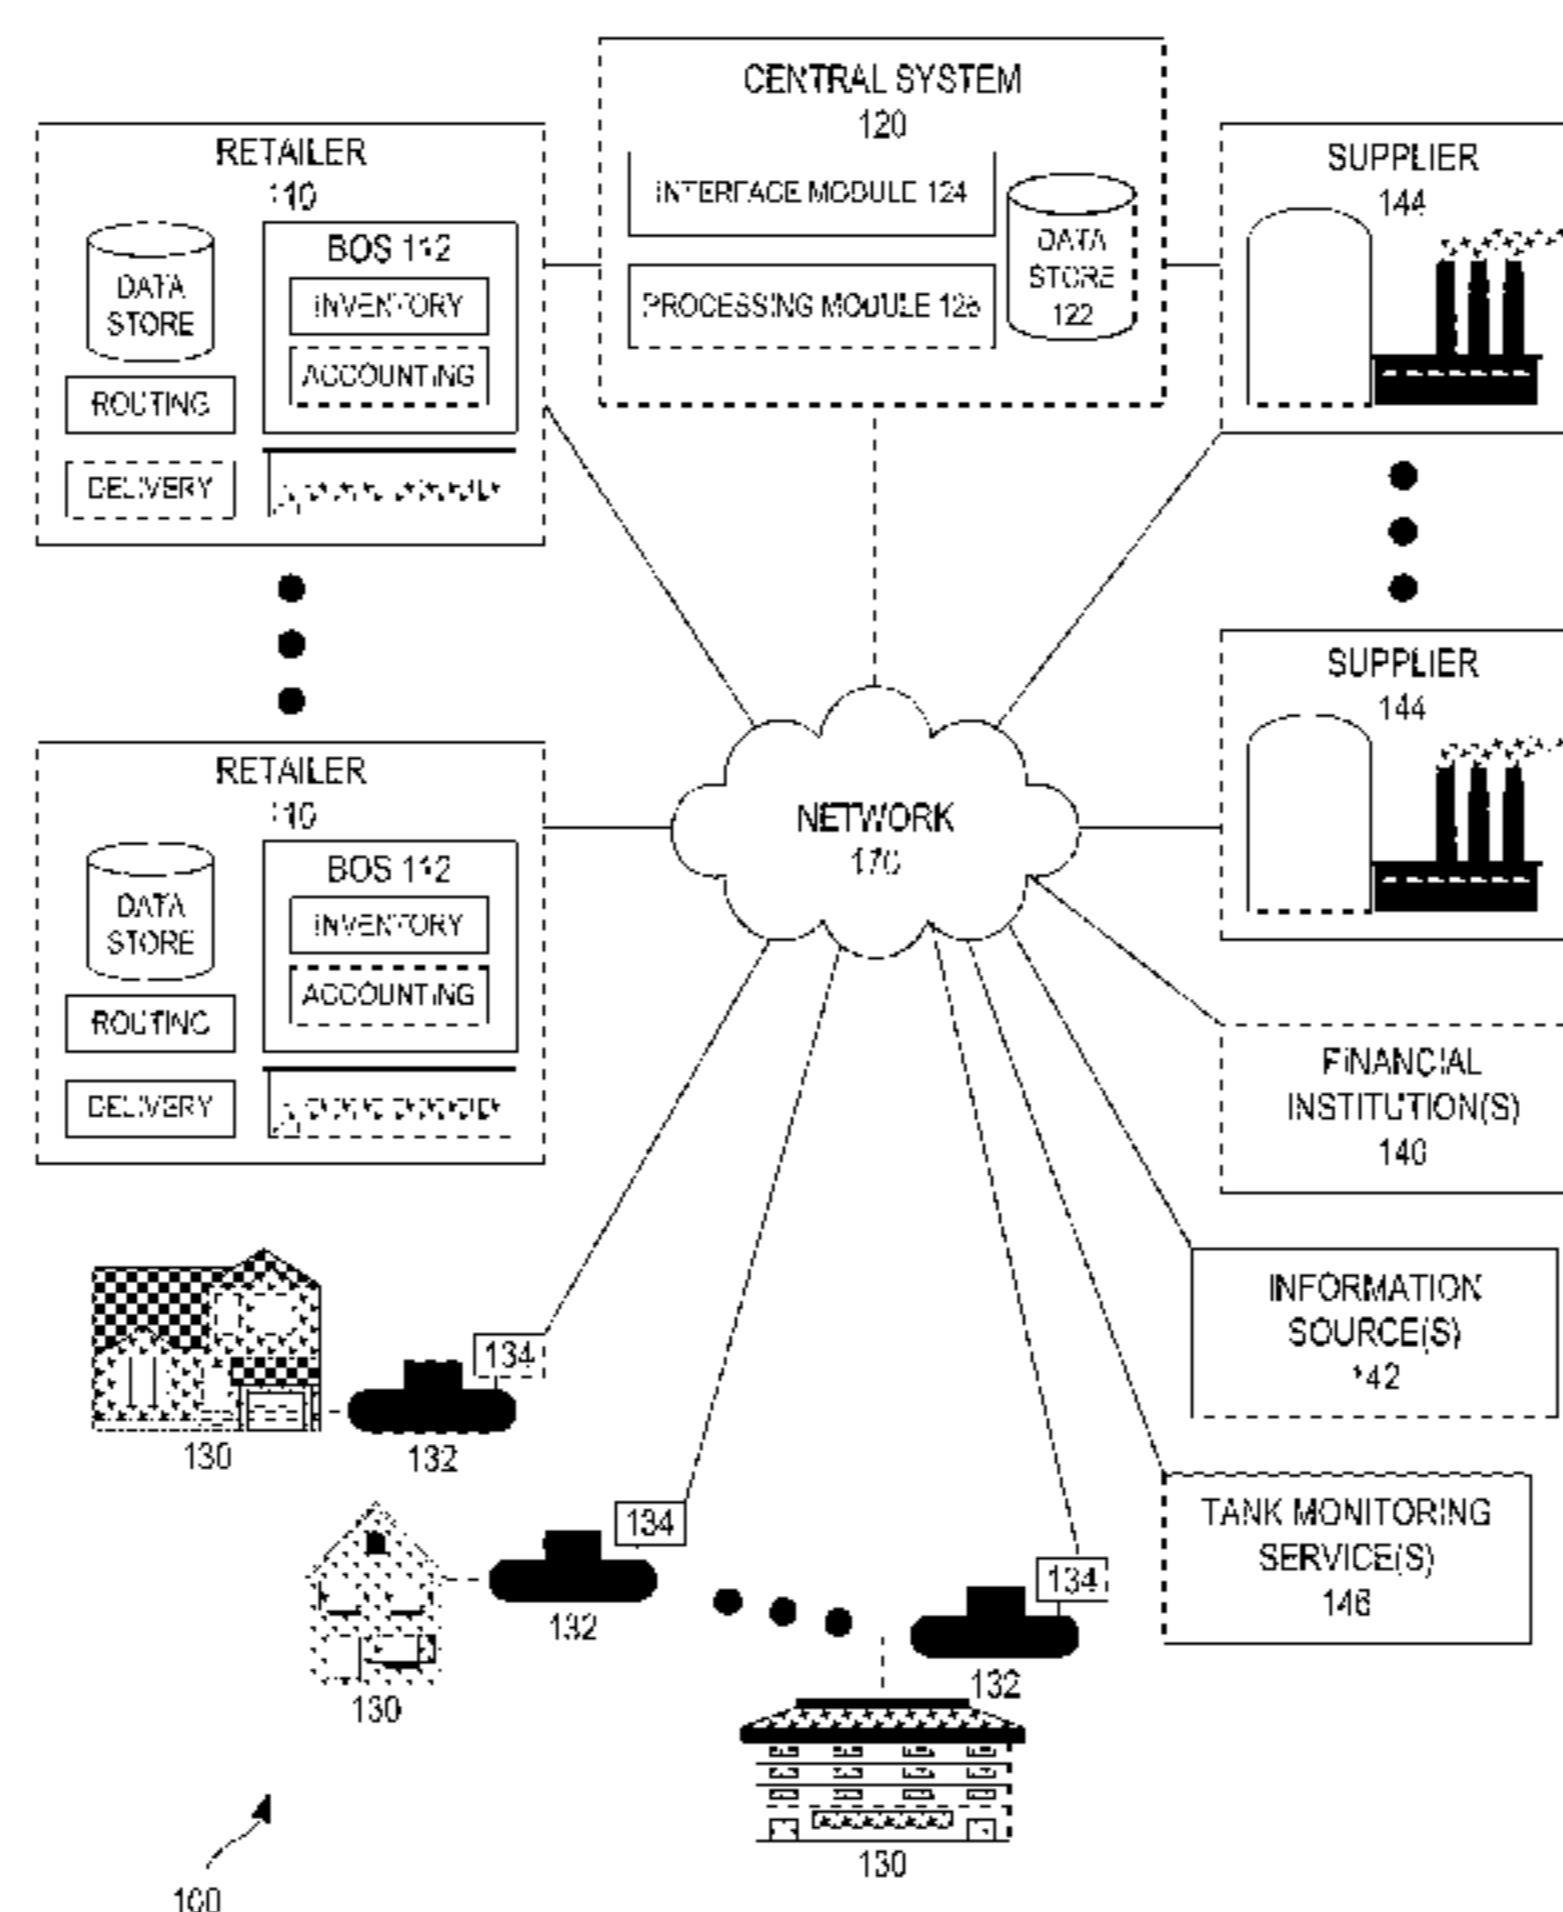 CENTRAL SYSTEM
120
INTERFACE MODULE 124
PROCESSING MODULE 126
DATA
STORE
122
RETAILER
110
DATA
STORE
BOS 112
INVENTORY
ACCOUNTING
ROUTING
DELIVERY
SUPPLIER
144
SUPPLIER
144
RETAILER
110
DATA
STORE
BOS 112
INVENTORY
ACCOUNTING
ROUTING
DELIVERY
NETWORK
170
FINANCIAL
INSTITUTION(S)
140
INFORMATION
SOURCE(S)
142
TANK MONITORING
SERVICE(S)
146
134
130
132
134
132
130
134
132
130
100